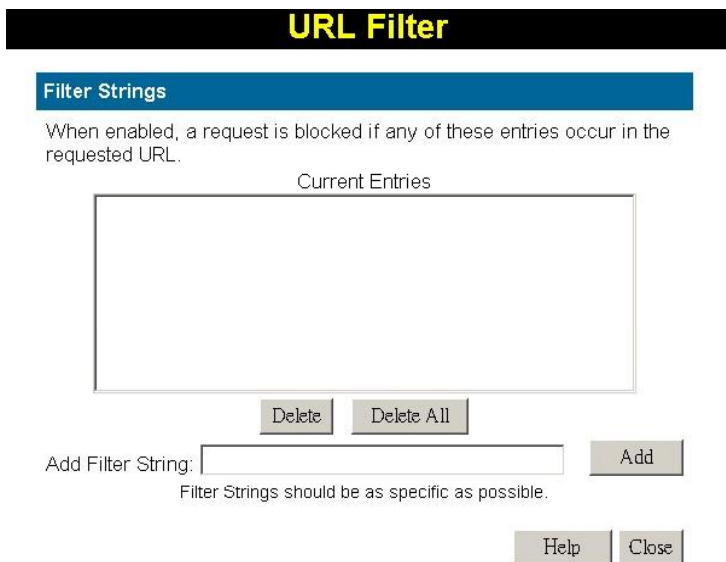 URL Filter
Filter Strings
When enabled, a request is blocked if any of these entries occur in the
requested URL.
Current Entries
Delete Delete All
Add Filter String: Add
Filter Strings should be as specific as possible.
Help Close